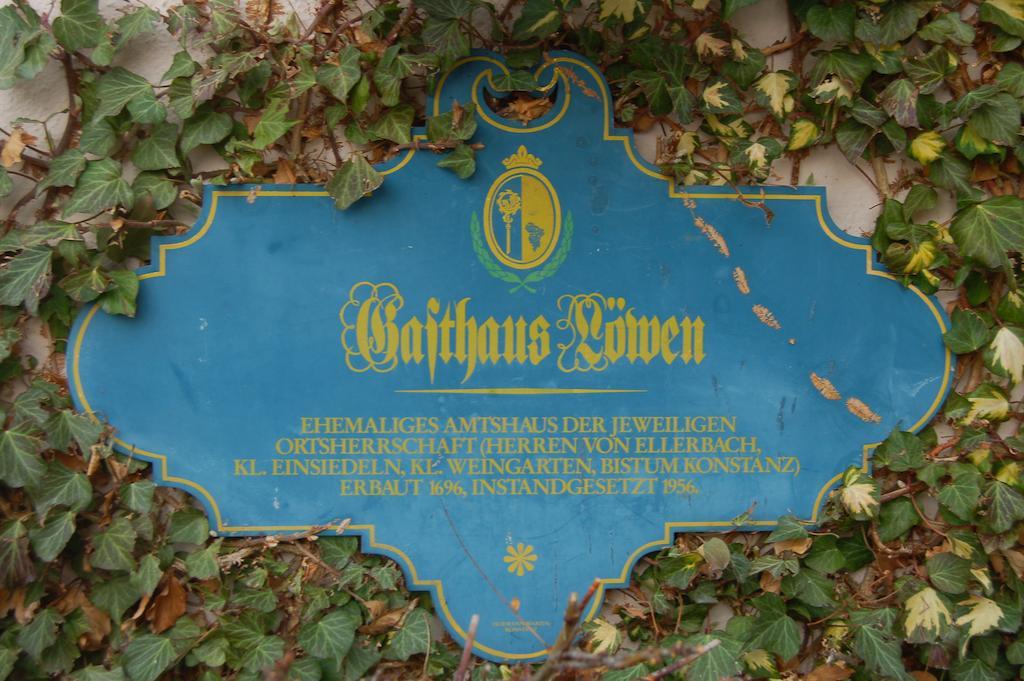 Gasthaus Löwen
EHEMALIGES AMTSHAUS DER JEWEILIGEN
ORTSHERRSCHAFT (HERREN VON ELLERBACH,
KL. EINSIEDELN, KL. WEINGARTEN, BISTUM KONSTANZ)
ERBAUT 1696, INSTANDGESETZT 1956.